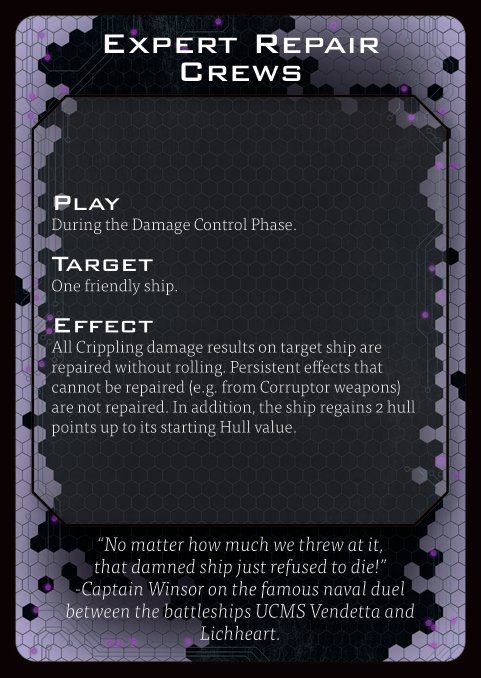 Expert Repair
Crews
Play
During the Damage Control Phase.
Target
One friendly ship.
Effect
All Crippling damage results on target ship are
repaired without rolling. Persistent effects that
cannot be repaired (e.g. from Corruptor weapons)
are not repaired. In addition, the ship regains 2 hull
points up to its starting Hull value.
“No matter how much we threw at it,
that damned ship just refused to die!”
-Captain Winsor on the famous naval duel
between the battleships UCMS Vendetta and
Lichheart.